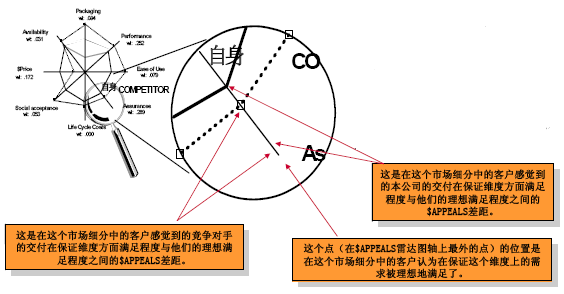 Packaging
wt: .094
Availability
wt: .031
Performance
wt: .252
$Price
wt: .172
Ease of Use
wt: .079
自身
COMPETITOR
Social acceptance
wt: .063
Assurances
wt: .289
Life Cycle Costs
wt: .000
自身
CO
As
这是在这个市场细分中的客户感觉到
的本公司的交付在保证维度方面满足
程度与他们的理想满足程度之间的
$APPEALS差距。
这是在这个市场细分中的客户感觉到的竞争对手
的交付在保证维度方面满足程度与他们的理想满
足程度之间的$APPEALS差距。
这个点（在$APPEALS雷达图轴上最外的点）的位置是
在这个市场细分中的客户认为在保证这个维度上的需
求被理想地满足了。